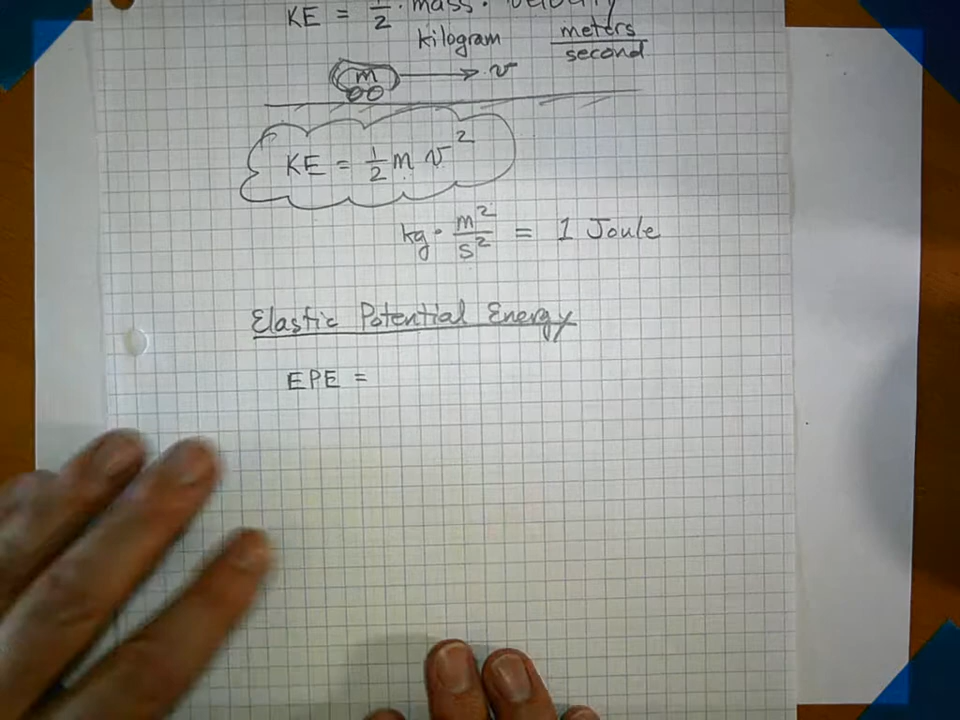 KE = 1/2 · mass · velocity
kilogram meters/second
m → v
KE = 1/2 m v²
kg · m²/s² = 1 Joule
Elastic Potential Energy
EPE =